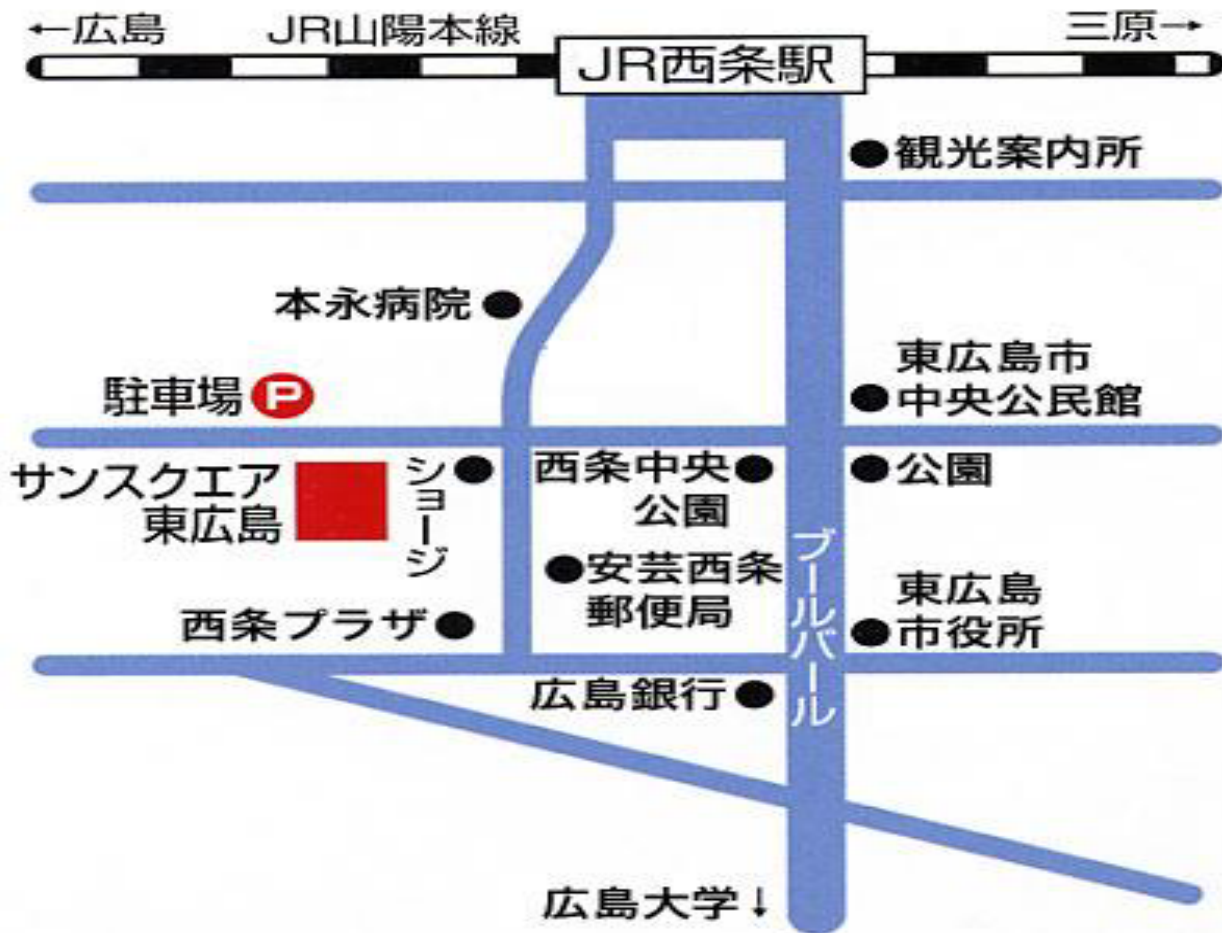 ←広島
JR山陽本線
三原→
JR西条駅
観光案内所
本永病院
東広島市
中央公民館
駐車場 P
サンスクエア
東広島
ショージ
西条中央
公園
公園
安芸西条
郵便局
ブールバール
東広島
市役所
西条プラザ
広島銀行
広島大学↓